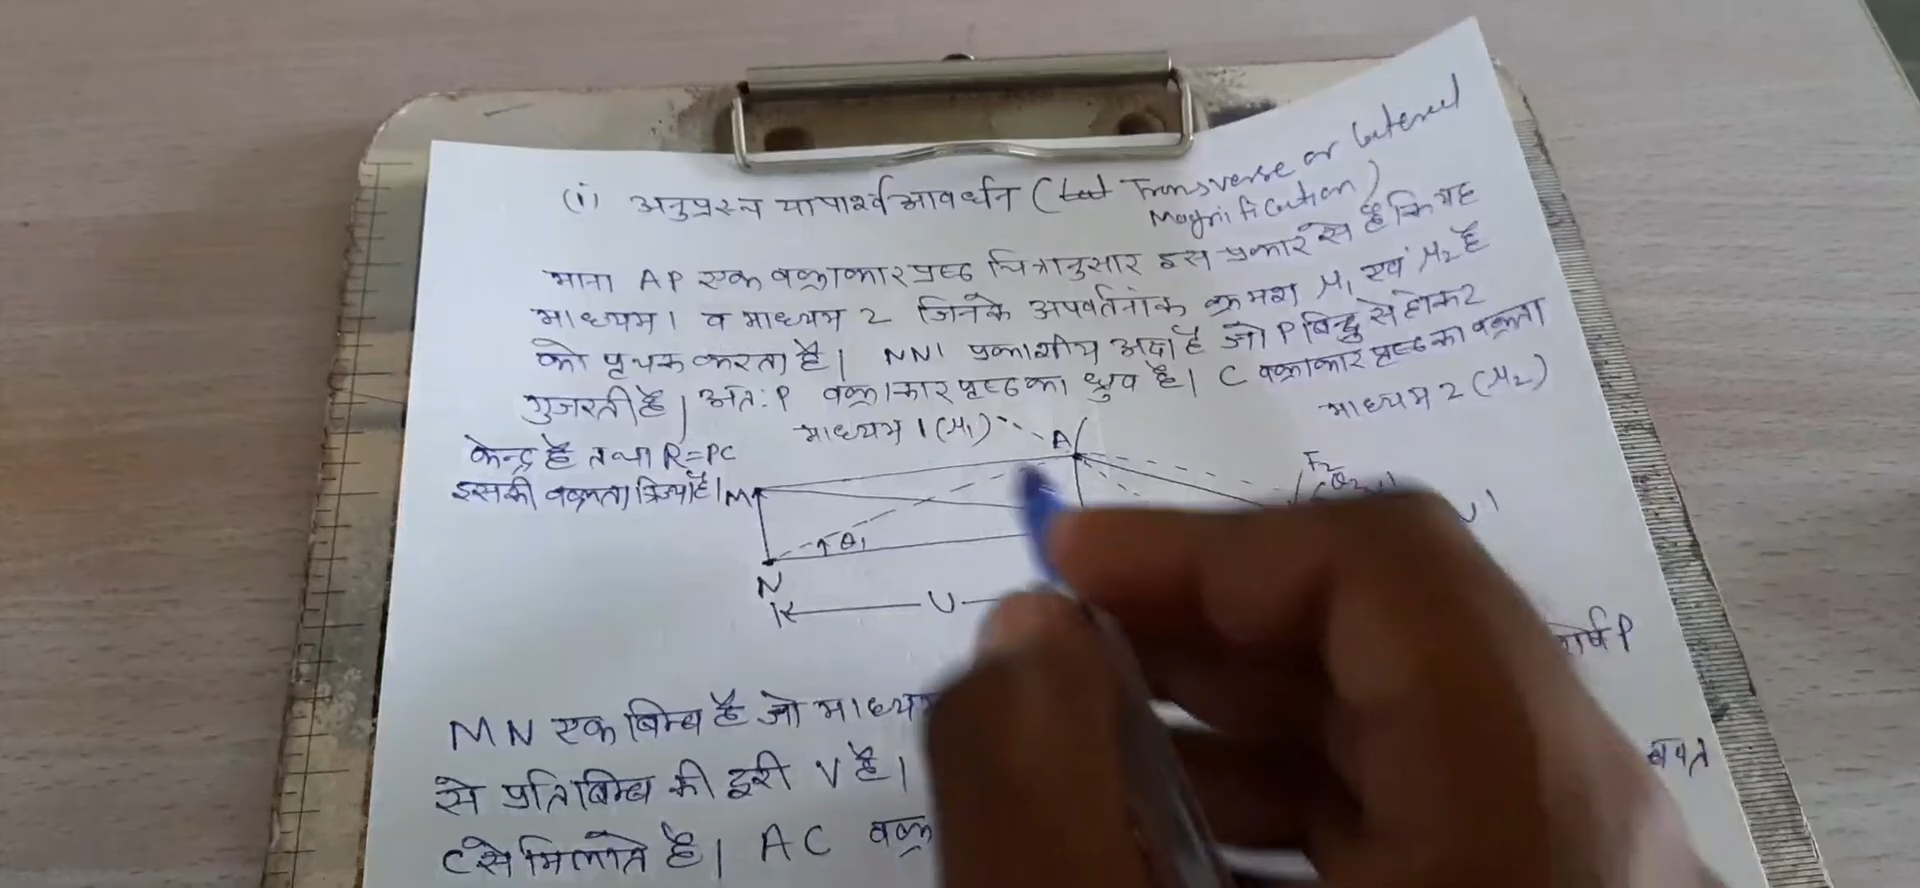 (i) अनुप्रस्थ या पार्श्व आवर्धन ( Transverse or Lateral
Magnification)
माना AP एक वक्राकार पृष्ठ चित्रानुसार इस प्रकार से है कि यह
माध्यम 1 व माध्यम 2 जिनके अपवर्तनांक क्रमश μ1 एवं μ2 है
को पृथक करता है। NN' प्रकाशीय अक्ष है जो P बिन्दु से होकर
गुजरती है। अतः P वक्राकार पृष्ठ का ध्रुव है। C वक्राकार पृष्ठ का वक्रता
केन्द्र है तथा R=PC
इसकी वक्रता त्रिज्या है।
माध्यम 1 (μ1)
माध्यम 2 (μ2)
A
M
θ1
N
U
MN एक बिम्ब है जो
से प्रतिबिम्ब की दूरी V है।
C से मिलाते है। AC